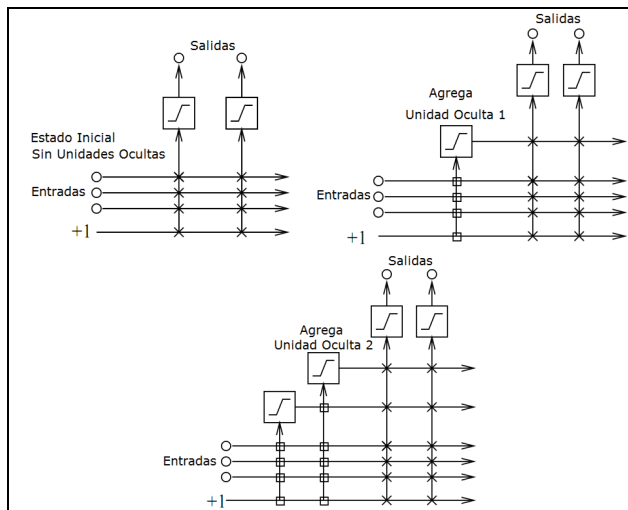 Salidas
Estado Inicial
Sin Unidades Ocultas
Entradas
+1
Salidas
Agrega
Unidad Oculta 1
Entradas
+1
Salidas
Agrega
Unidad Oculta 2
Entradas
+1